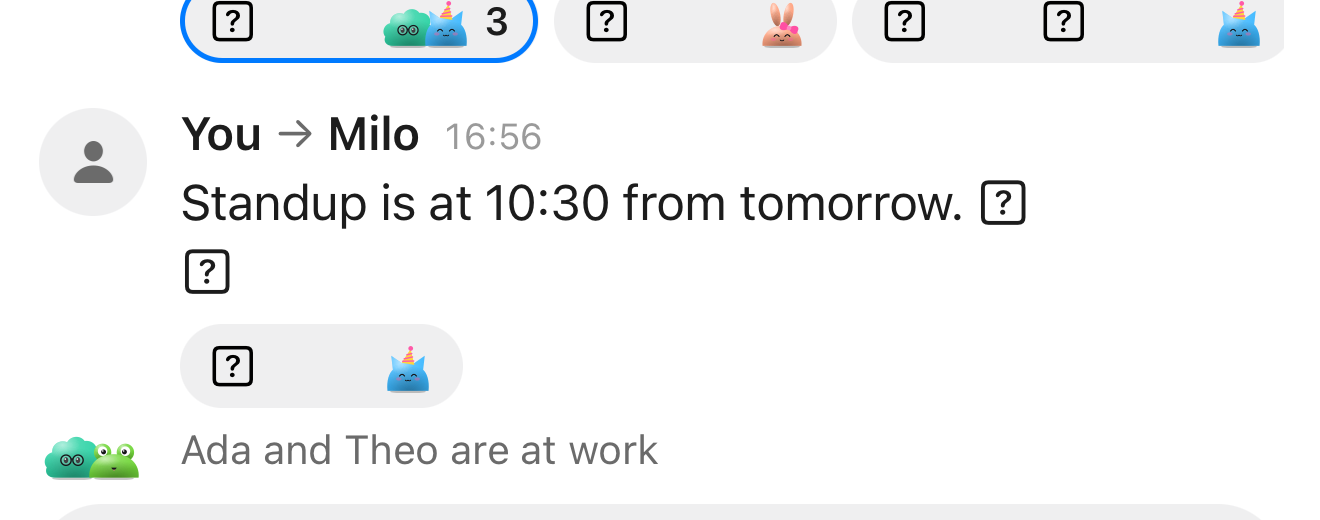 3
You → Milo 16:56
Standup is at 10:30 from tomorrow.
Ada and Theo are at work